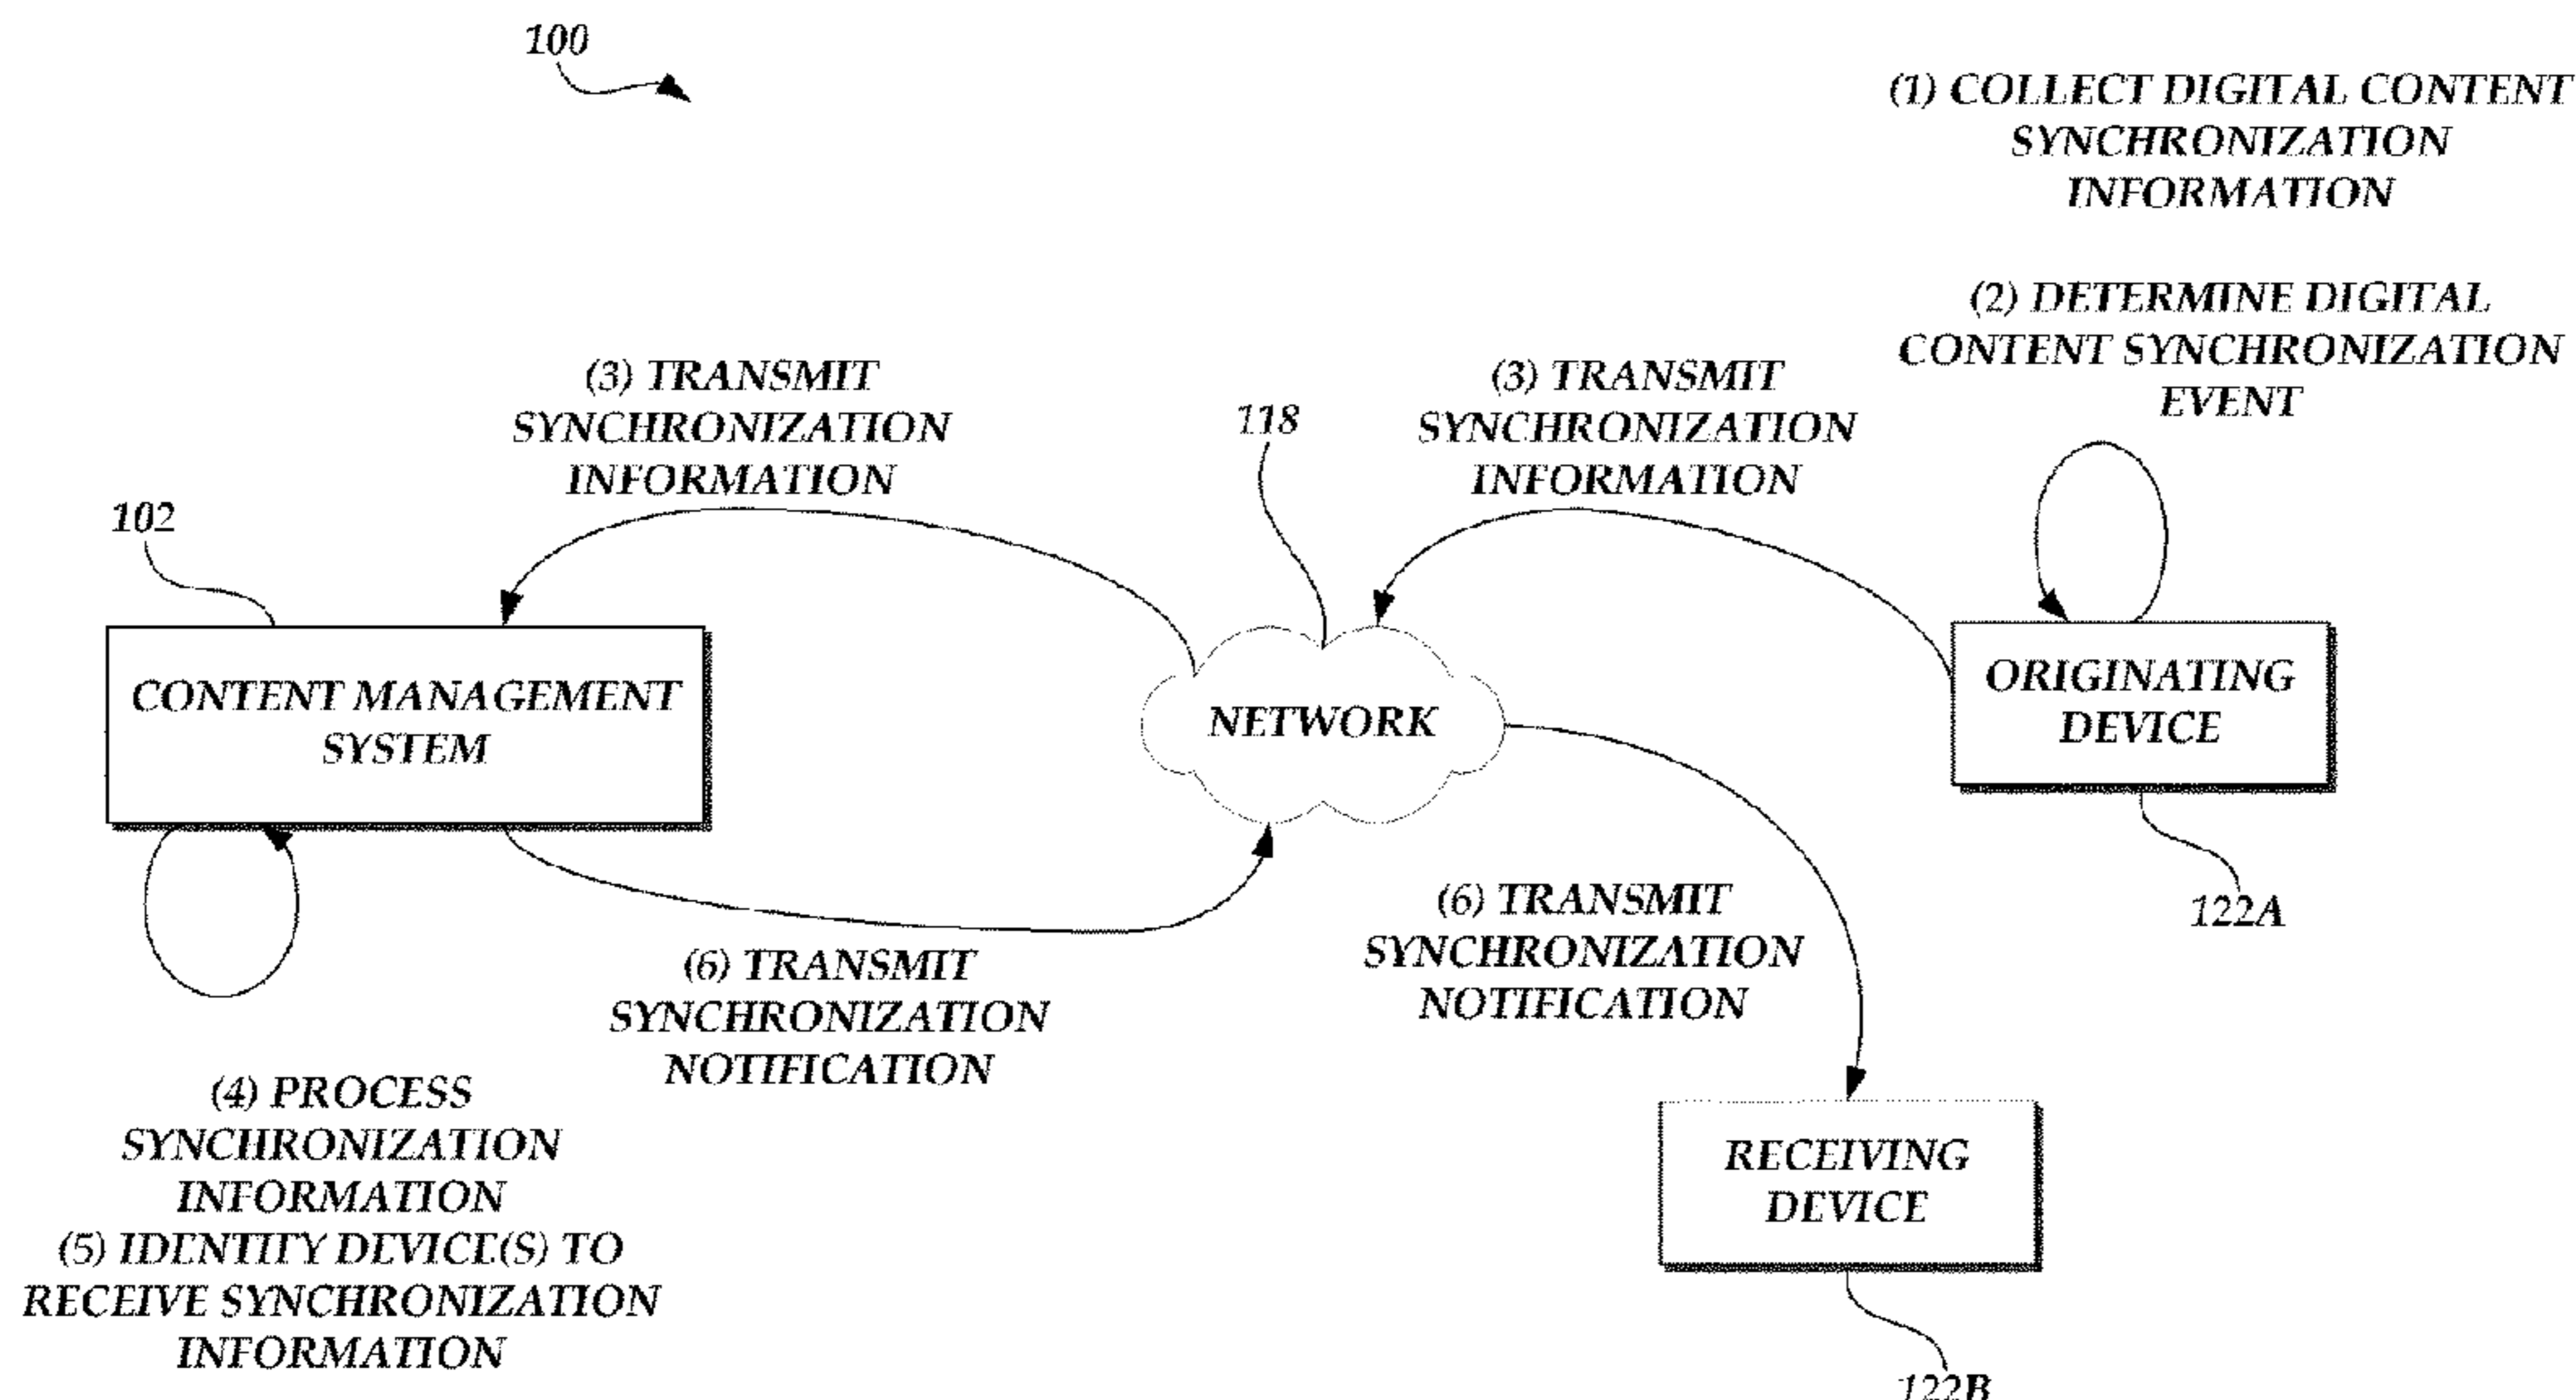 100
(1) COLLECT DIGITAL CONTENT
SYNCHRONIZATION
INFORMATION
(2) DETERMINE DIGITAL
CONTENT SYNCHRONIZATION
EVENT
(3) TRANSMIT
SYNCHRONIZATION
INFORMATION
118
(3) TRANSMIT
SYNCHRONIZATION
INFORMATION
102
CONTENT MANAGEMENT
SYSTEM
NETWORK
ORIGINATING
DEVICE
122A
(6) TRANSMIT
SYNCHRONIZATION
NOTIFICATION
(6) TRANSMIT
SYNCHRONIZATION
NOTIFICATION
(4) PROCESS
SYNCHRONIZATION
INFORMATION
(5) IDENTITY DEVICE(S) TO
RECEIVE SYNCHRONIZATION
INFORMATION
RECEIVING
DEVICE
122B